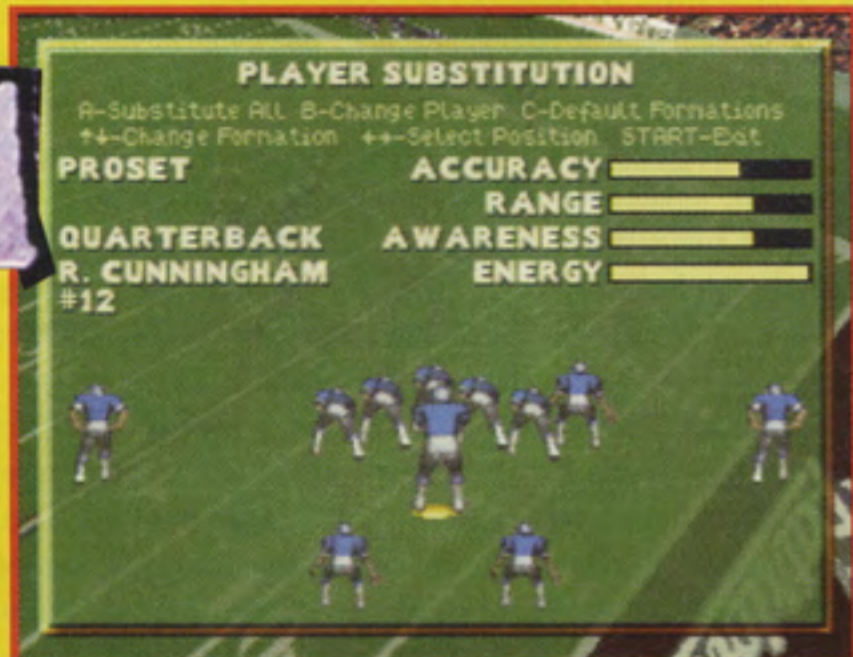 PLAYER SUBSTITUTION
A-Substitute All B-Change Player C-Default Formations
↑↓-Change Formation ←→-Select Position START-Exit
PROSET
ACCURACY
RANGE
QUARTERBACK
AWARENESS
R. CUNNINGHAM
ENERGY
#12